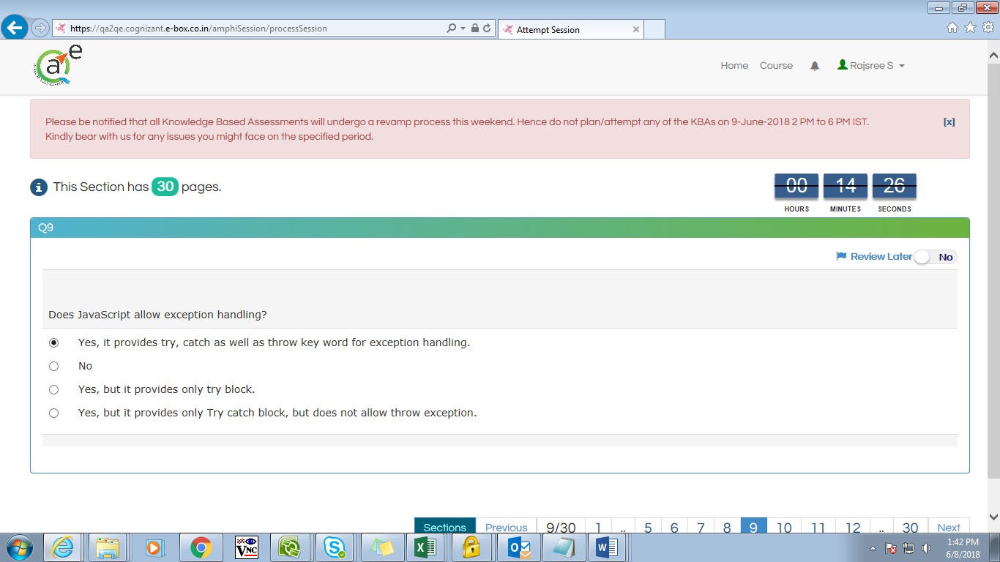 https://qa2qe.cognizant.e-box.co.in/amphiSession/processSession
Attempt Session
a e
Home Course Rajsree S
Please be notified that all Knowledge Based Assessments will undergo a revamp process this weekend. Hence do not plan/attempt any of the KBAs on 9-June-2018 2 PM to 6 PM IST.
[x]
Kindly bear with us for any issues you might face on the specified period.
This Section has 30 pages.
00 14 26
HOURS MINUTES SECONDS
Q9
Review Later No
Does JavaScript allow exception handling?
Yes, it provides try, catch as well as throw key word for exception handling.
No
Yes, but it provides only try block.
Yes, but it provides only Try catch block, but does not allow throw exception.
Sections Previous 9/30 1 .. 5 6 7 8 9 10 11 12 .. 30 Next
VNC
1:42 PM
6/8/2018